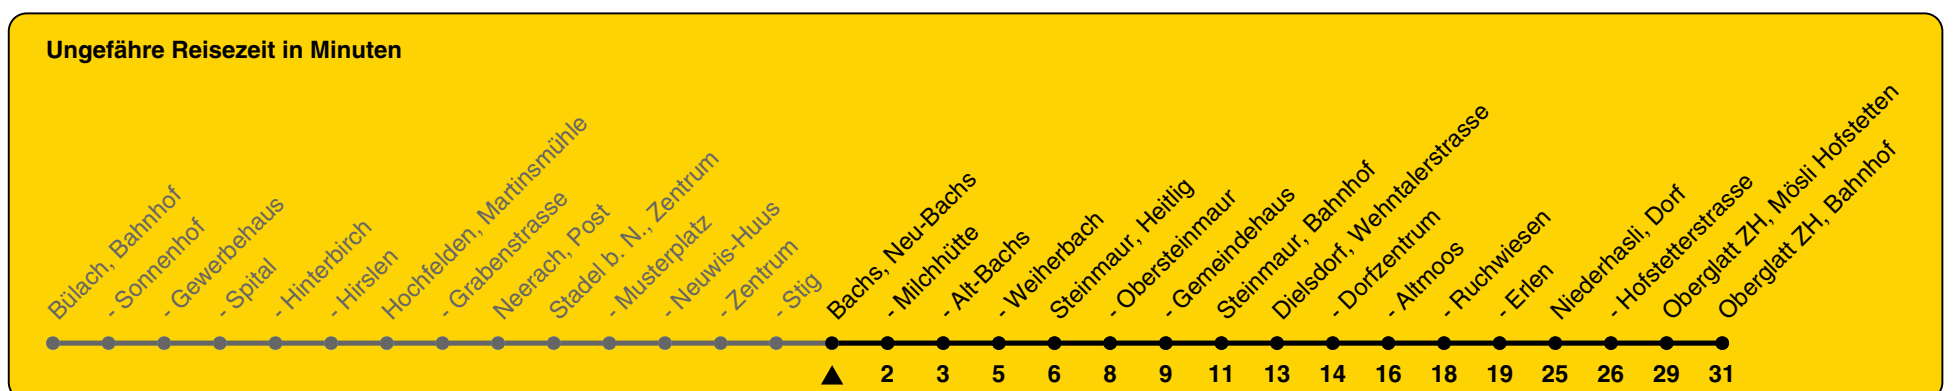 Ungefähre Reisezeit in Minuten
Bülach, Bahnhof
- Sonnenhof
- Gewerbehaus
- Spital
- Hinterbirch
- Hirslen
Hochfelden, Martinsmühle
- Grabenstrasse
Neerach, Post
Stadel b. N., Zentrum
- Musterplatz
- Neuwis-Huus
- Zentrum
- Stig
Bachs, Neu-Bachs
- Milchhütte
- Alt-Bachs
- Weiherbach
Steinmaur, Heitlig
- Obersteinmaur
- Gemeindehaus
Steinmaur, Bahnhof
Dielsdorf, Wehntalerstrasse
- Dorfzentrum
- Altmoos
- Ruchwiesen
- Erlen
Niederhasli, Dorf
- Hofstetterstrasse
Oberglatt ZH, Mösli Hofstetten
Oberglatt ZH, Bahnhof
2 3 5 6 8 9 11 13 14 16 18 19 25 26 29 31